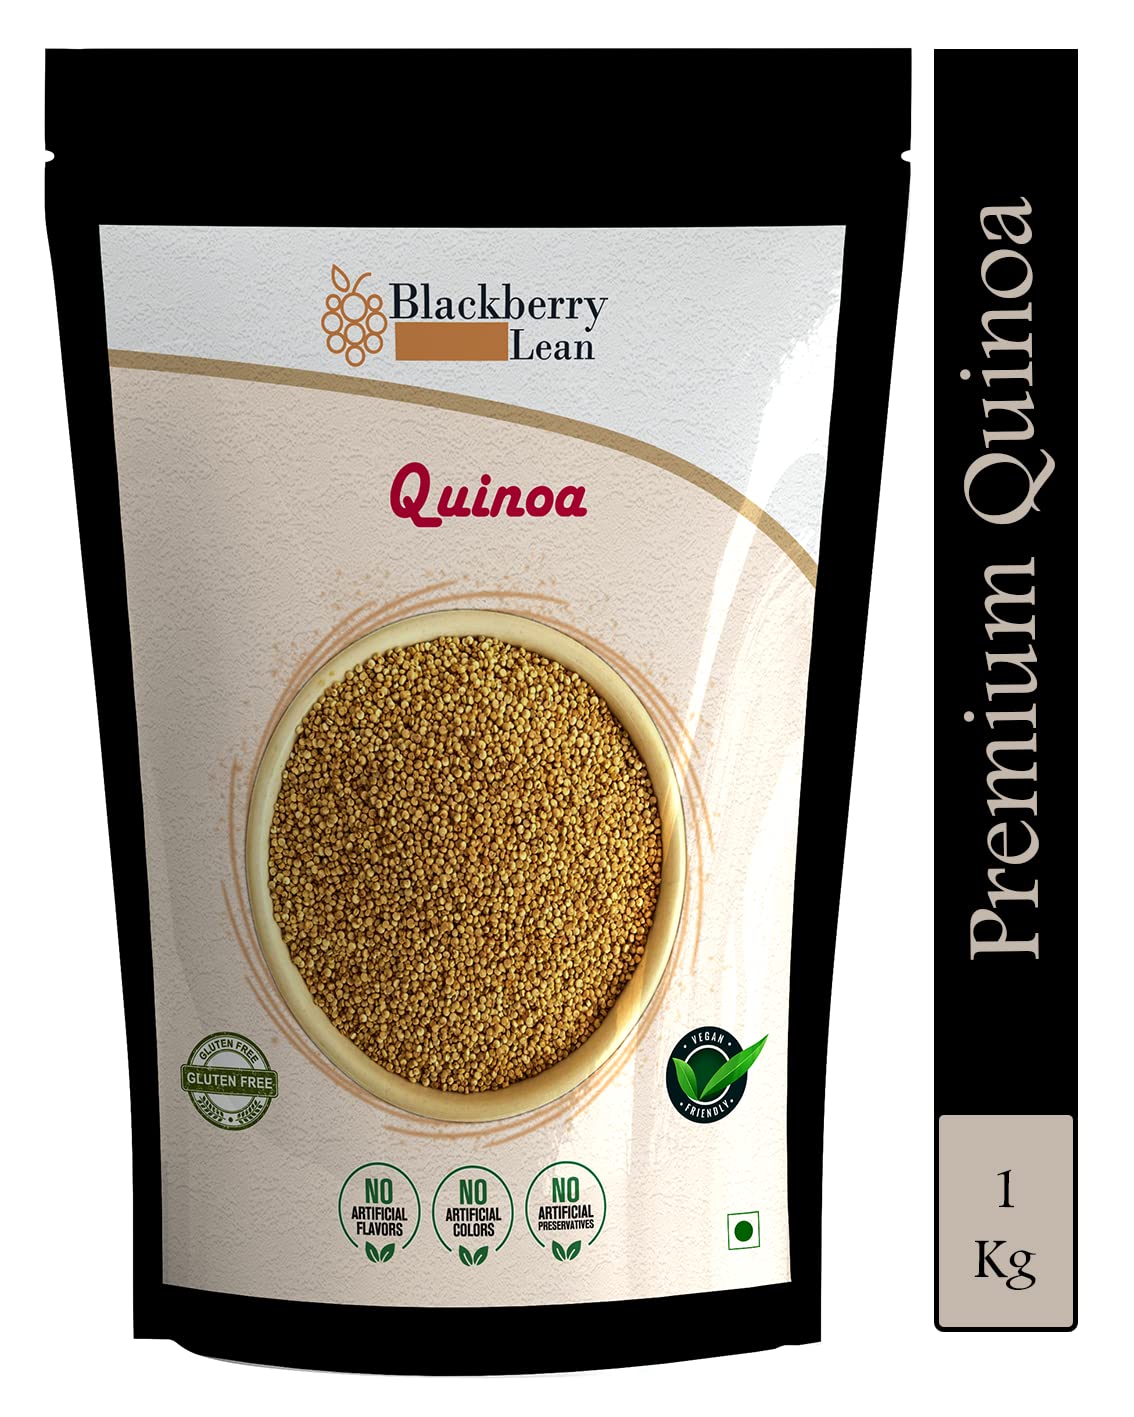 Blackberry
Lean
Quinoa
GLUTEN FREE
GLUTEN FREE
VEGAN
FRIENDLY
NO
ARTIFICIAL
FLAVORS
NO
ARTIFICIAL
COLORS
NO
ARTIFICIAL
PRESERVATIVES
Premium Quinoa
1
Kg